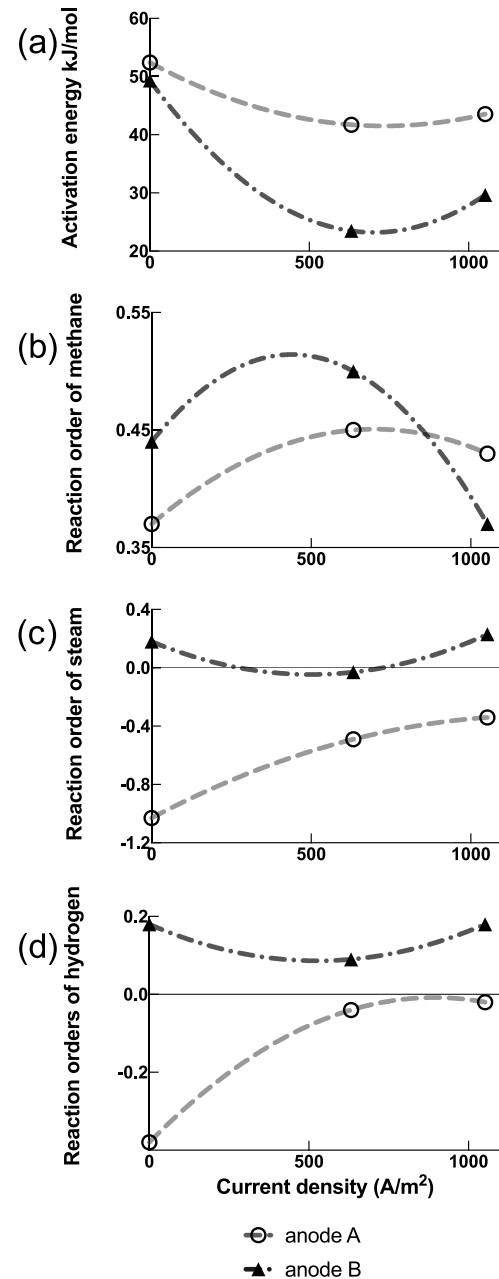 (a)
Activation energy kJ/mol
60
50
40
30
20
0
500
1000
(b)
Reaction order of methane
0.55
0.45
0.35
0
500
1000
(c)
Reaction order of steam
0.4
0.0
-0.4
-0.8
-1.2
0
500
1000
(d)
Reaction orders of hydrogen
0.2
0.0
-0.2
0
500
1000
Current density (A/m²)
anode A
anode B